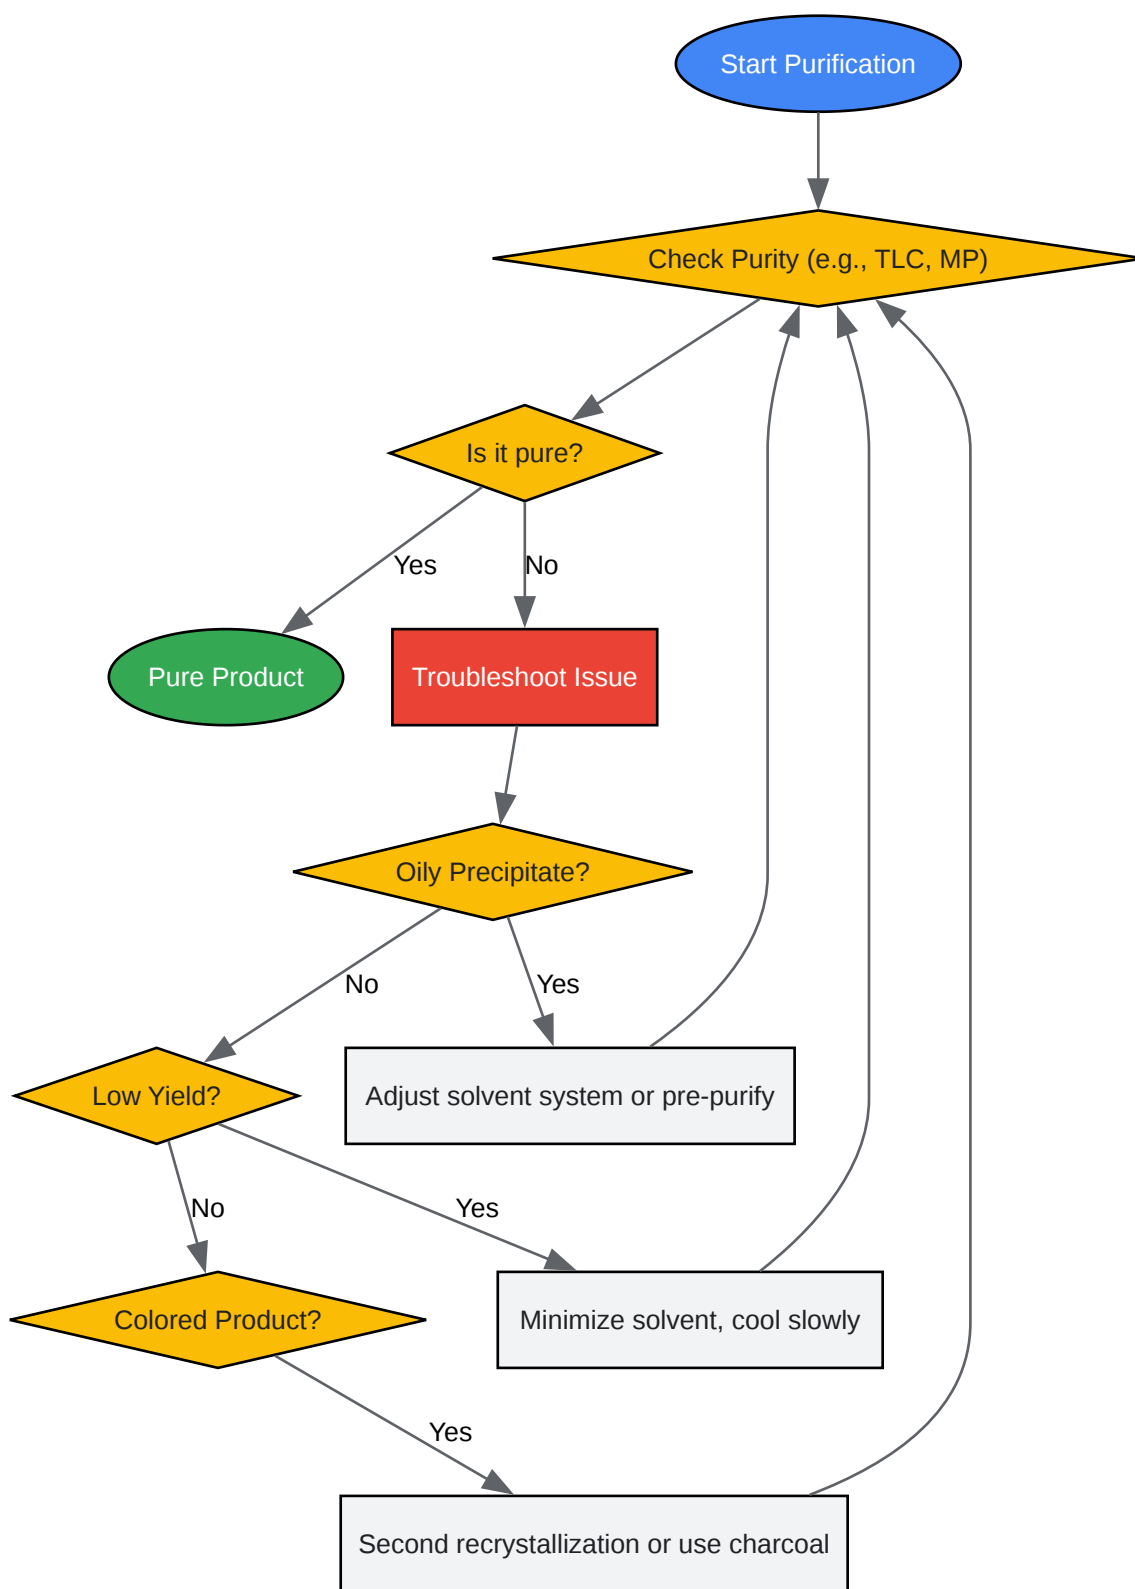 Start Purification
Check Purity (e.g., TLC, MP)
Is it pure?
Yes
No
Pure Product
Troubleshoot Issue
Oily Precipitate?
No
Yes
Low Yield?
Adjust solvent system or pre-purify
No
Yes
Colored Product?
Minimize solvent, cool slowly
Yes
Second recrystallization or use charcoal